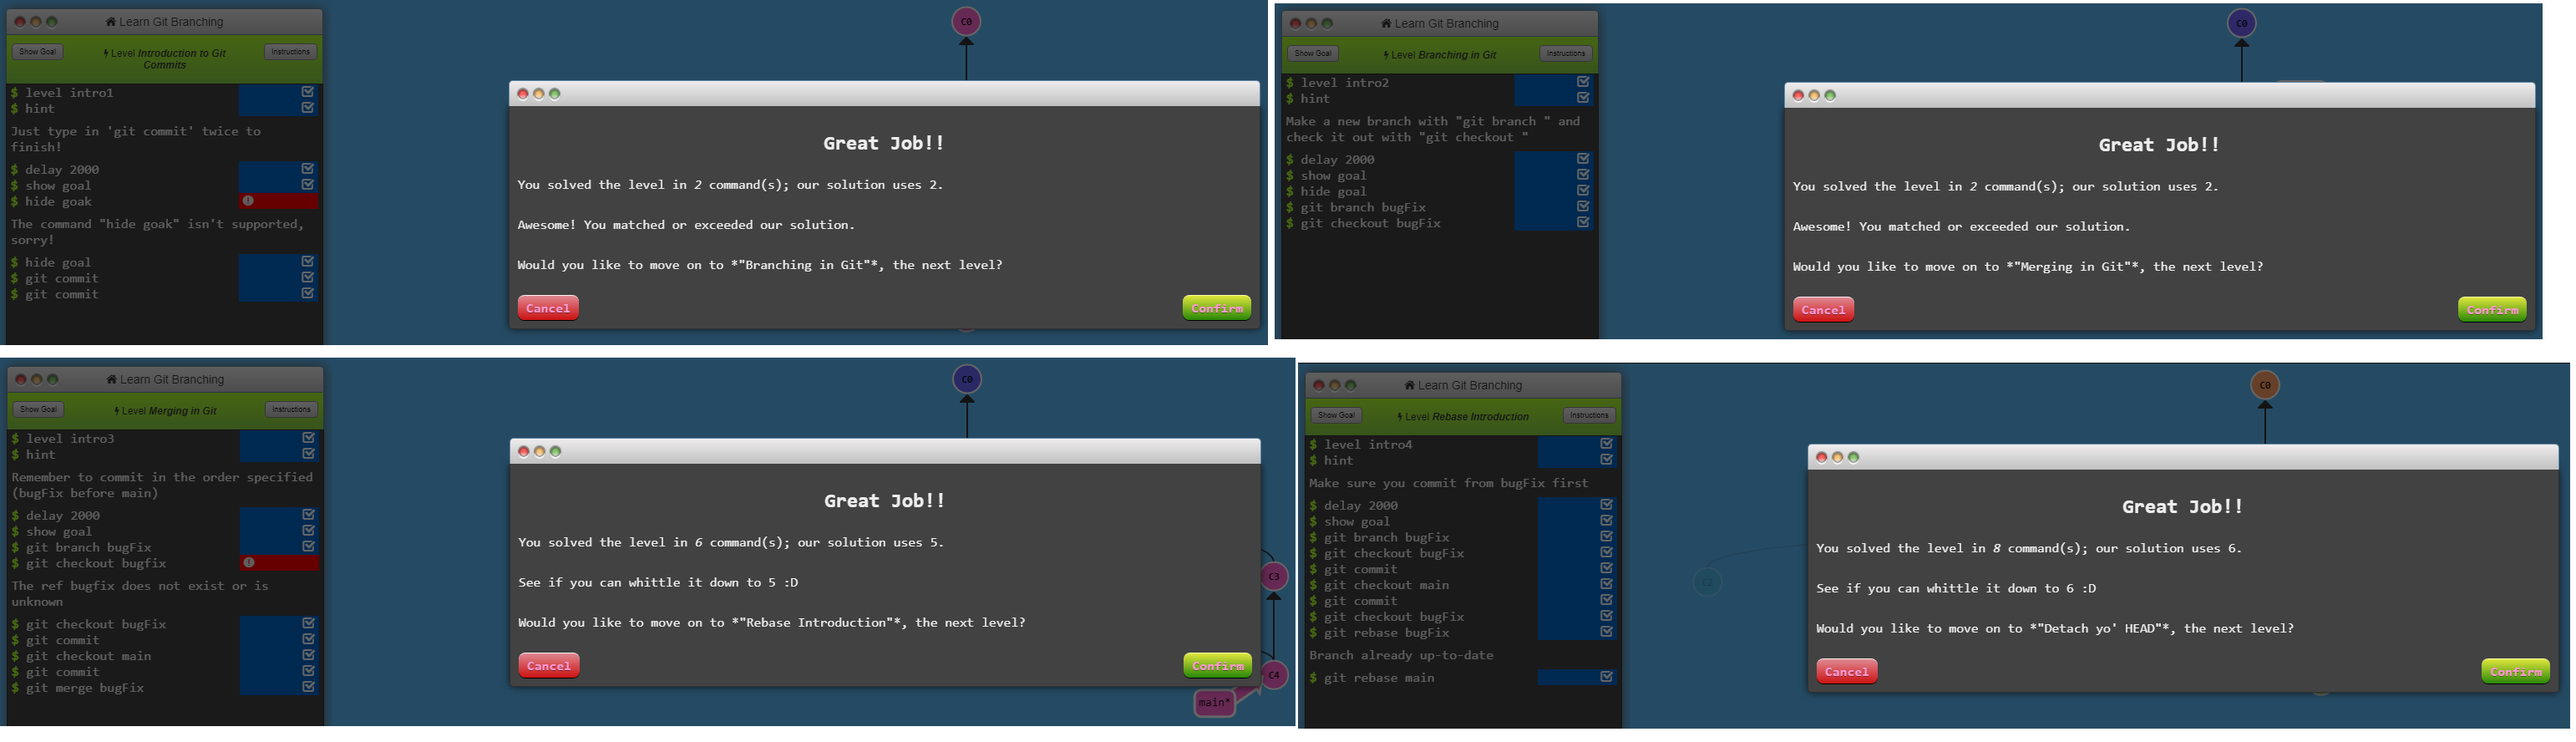 Learn Git Branching
Show Goal
Level Introduction to Git
Commits
Instructions
$ level intro1
$ hint
Just type in 'git commit' twice to
finish!
$ delay 2000
$ show goal
$ hide goak
The command "hide goak" isn't supported,
sorry!
$ hide goal
$ git commit
$ git commit
C0
Great Job!!
You solved the level in 2 command(s); our solution uses 2.
Awesome! You matched or exceeded our solution.
Would you like to move on to *"Branching in Git"*, the next level?
Cancel
Confirm
Learn Git Branching
Show Goal
Level Branching in Git
Instructions
$ level intro2
$ hint
Make a new branch with "git branch " and
check it out with "git checkout "
$ delay 2000
$ show goal
$ hide goal
$ git branch bugFix
$ git checkout bugFix
C0
Great Job!!
You solved the level in 2 command(s); our solution uses 2.
Awesome! You matched or exceeded our solution.
Would you like to move on to *"Merging in Git"*, the next level?
Cancel
Confirm
Learn Git Branching
Show Goal
Level Merging in Git
Instructions
$ level intro3
$ hint
Remember to commit in the order specified
(bugFix before main)
$ delay 2000
$ show goal
$ git branch bugFix
$ git checkout bugfix
The ref bugfix does not exist or is
unknown
$ git checkout bugFix
$ git commit
$ git checkout main
$ git commit
$ git merge bugFix
C0
Great Job!!
You solved the level in 6 command(s); our solution uses 5.
See if you can whittle it down to 5 :D
Would you like to move on to *"Rebase Introduction"*, the next level?
Cancel
Confirm
C3
C4
main*
Learn Git Branching
Show Goal
Level Rebase Introduction
Instructions
$ level intro4
$ hint
Make sure you commit from bugFix first
$ delay 2000
$ show goal
$ git branch bugFix
$ git checkout bugFix
$ git commit
$ git checkout main
$ git commit
$ git checkout bugFix
$ git rebase bugFix
Branch already up-to-date
$ git rebase main
C0
Great Job!!
You solved the level in 8 command(s); our solution uses 6.
See if you can whittle it down to 6 :D
Would you like to move on to *"Detach yo' HEAD"*, the next level?
Cancel
Confirm